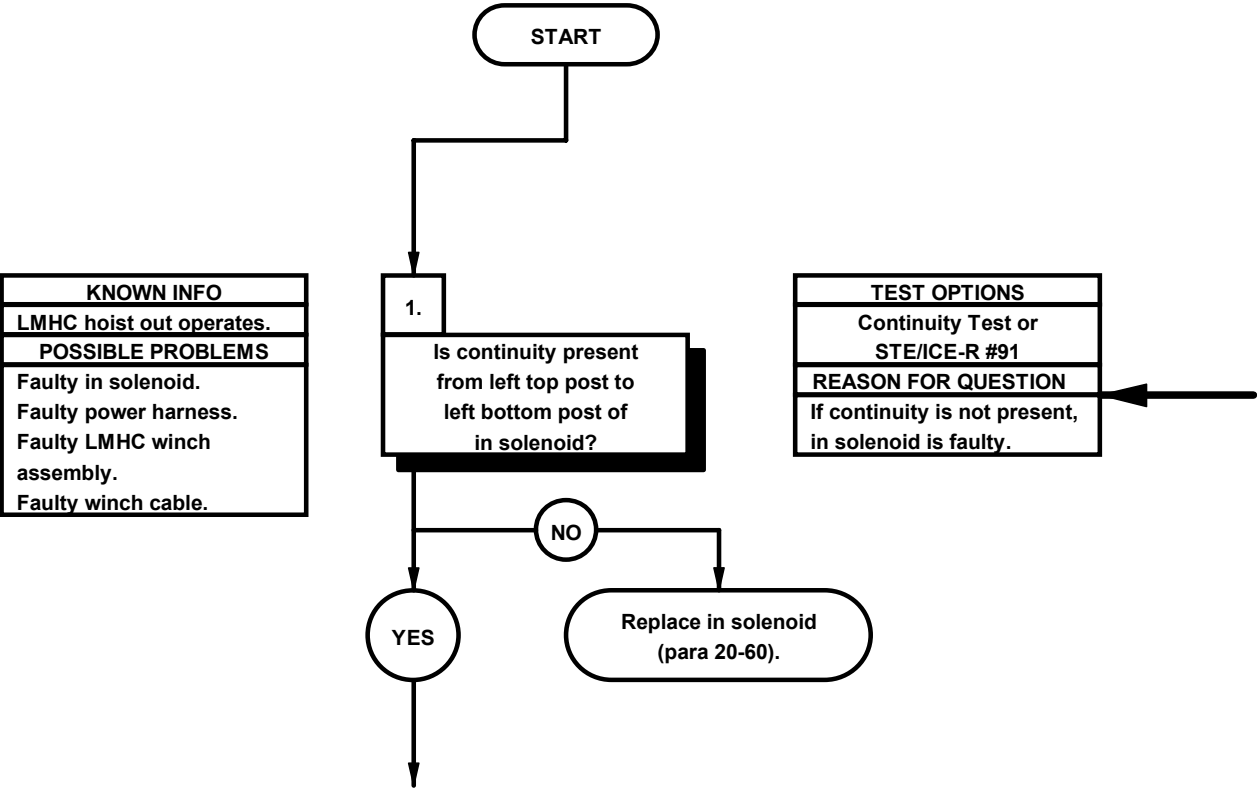 START
KNOWN INFO
LMHC hoist out operates.
POSSIBLE PROBLEMS
Faulty in solenoid.
Faulty power harness.
Faulty LMHC winch
assembly.
Faulty winch cable.
1.
Is continuity present
from left top post to
left bottom post of
in solenoid?
TEST OPTIONS
Continuity Test or
STE/ICE-R #91
REASON FOR QUESTION
If continuity is not present,
in solenoid is faulty.
NO
YES
Replace in solenoid
(para 20-60).